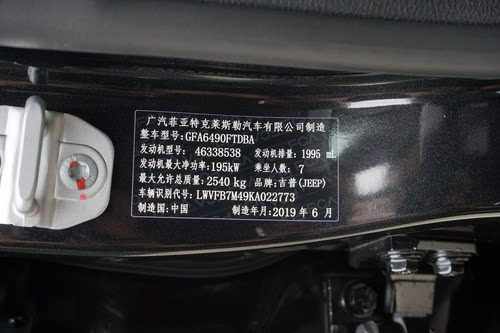 广汽菲亚特克莱斯勒汽车有限公司制造
整车型号:GFA6490FTDBA
发动机型号:46338538 发动机排量:1995 mL
发动机最大净功率:195kW 乘坐人数:7
最大允许总质量:2540 kg 品牌:吉普(JEEP)
车辆识别代号:LWVFB7M49KA022773
制造国:中国 制造年月:2019 年 6 月